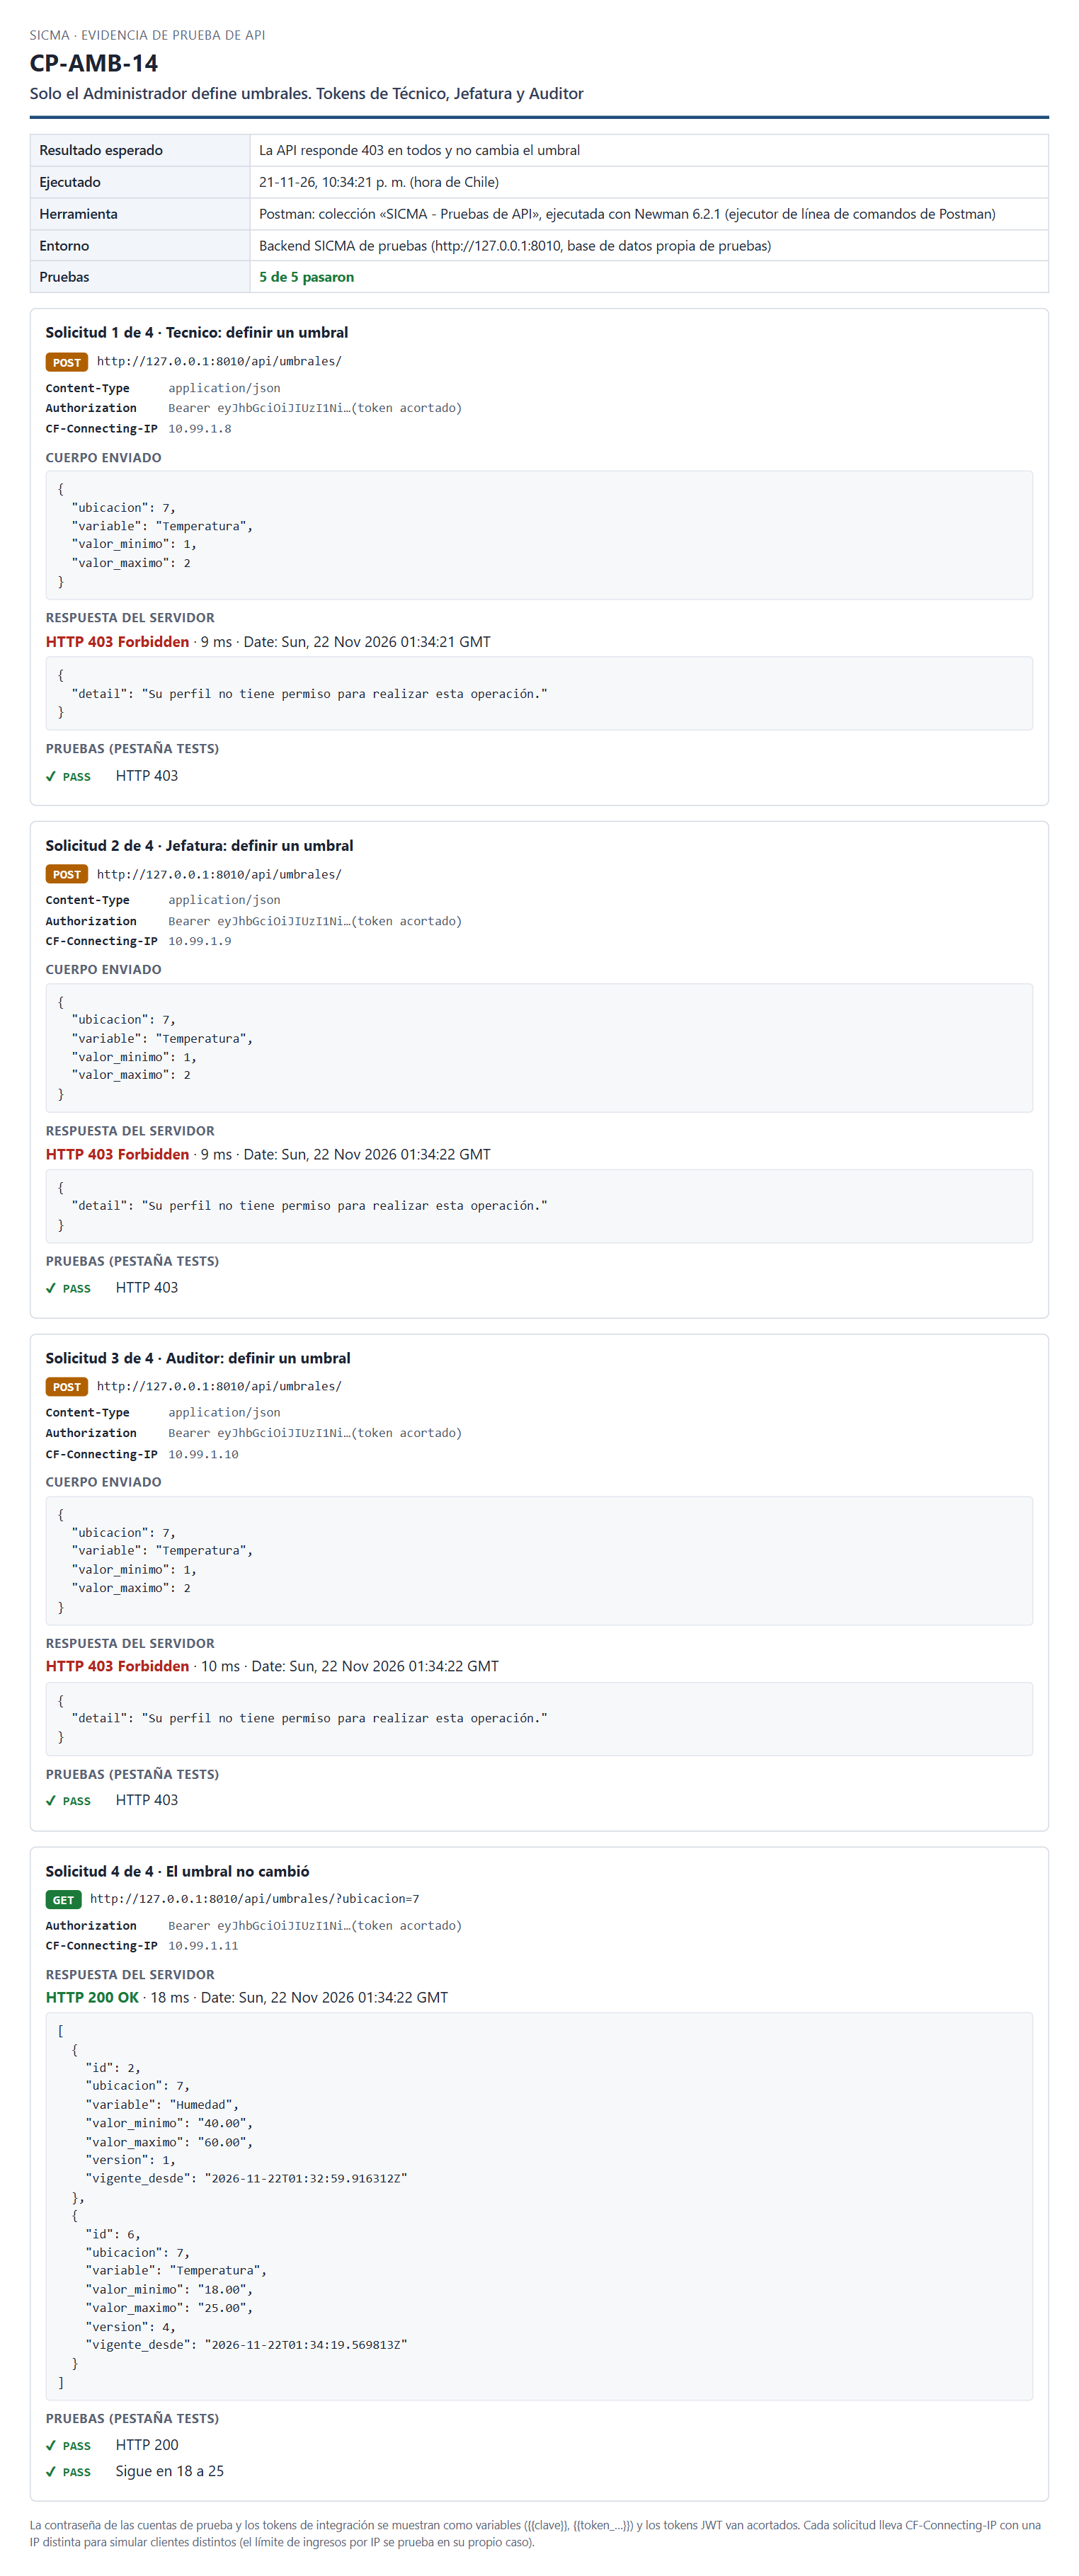 SICMA · EVIDENCIA DE PRUEBA DE API
CP-AMB-14
Solo el Administrador define umbrales. Tokens de Técnico, Jefatura y Auditor
Resultado esperado La API responde 403 en todos y no cambia el umbral
Ejecutado 21-11-26, 10:34:21 p. m. (hora de Chile)
Herramienta Postman: colección «SICMA - Pruebas de API», ejecutada con Newman 6.2.1 (ejecutor de línea de comandos de Postman)
Entorno Backend SICMA de pruebas (http://127.0.0.1:8010, base de datos propia de pruebas)
Pruebas 5 de 5 pasaron
Solicitud 1 de 4 · Tecnico: definir un umbral
POST http://127.0.0.1:8010/api/umbrales/
Content-Type application/json
Authorization Bearer eyJhbGciOiJIUzI1Ni…(token acortado)
CF-Connecting-IP 10.99.1.8
CUERPO ENVIADO
{
"ubicacion": 7,
"variable": "Temperatura",
"valor_minimo": 1,
"valor_maximo": 2
}
RESPUESTA DEL SERVIDOR
HTTP 403 Forbidden · 9 ms · Date: Sun, 22 Nov 2026 01:34:21 GMT
{
"detail": "Su perfil no tiene permiso para realizar esta operación."
}
PRUEBAS (PESTAÑA TESTS)
✓ PASS HTTP 403
Solicitud 2 de 4 · Jefatura: definir un umbral
POST http://127.0.0.1:8010/api/umbrales/
Content-Type application/json
Authorization Bearer eyJhbGciOiJIUzI1Ni…(token acortado)
CF-Connecting-IP 10.99.1.9
CUERPO ENVIADO
{
"ubicacion": 7,
"variable": "Temperatura",
"valor_minimo": 1,
"valor_maximo": 2
}
RESPUESTA DEL SERVIDOR
HTTP 403 Forbidden · 9 ms · Date: Sun, 22 Nov 2026 01:34:22 GMT
{
"detail": "Su perfil no tiene permiso para realizar esta operación."
}
PRUEBAS (PESTAÑA TESTS)
✓ PASS HTTP 403
Solicitud 3 de 4 · Auditor: definir un umbral
POST http://127.0.0.1:8010/api/umbrales/
Content-Type application/json
Authorization Bearer eyJhbGciOiJIUzI1Ni…(token acortado)
CF-Connecting-IP 10.99.1.10
CUERPO ENVIADO
{
"ubicacion": 7,
"variable": "Temperatura",
"valor_minimo": 1,
"valor_maximo": 2
}
RESPUESTA DEL SERVIDOR
HTTP 403 Forbidden · 10 ms · Date: Sun, 22 Nov 2026 01:34:22 GMT
{
"detail": "Su perfil no tiene permiso para realizar esta operación."
}
PRUEBAS (PESTAÑA TESTS)
✓ PASS HTTP 403
Solicitud 4 de 4 · El umbral no cambió
GET http://127.0.0.1:8010/api/umbrales/?ubicacion=7
Authorization Bearer eyJhbGciOiJIUzI1Ni…(token acortado)
CF-Connecting-IP 10.99.1.11
RESPUESTA DEL SERVIDOR
HTTP 200 OK · 18 ms · Date: Sun, 22 Nov 2026 01:34:22 GMT
[
{
"id": 2,
"ubicacion": 7,
"variable": "Humedad",
"valor_minimo": "40.00",
"valor_maximo": "60.00",
"version": 1,
"vigente_desde": "2026-11-22T01:32:59.916312Z"
},
{
"id": 6,
"ubicacion": 7,
"variable": "Temperatura",
"valor_minimo": "18.00",
"valor_maximo": "25.00",
"version": 4,
"vigente_desde": "2026-11-22T01:34:19.569813Z"
}
]
PRUEBAS (PESTAÑA TESTS)
✓ PASS HTTP 200
✓ PASS Sigue en 18 a 25
La contraseña de las cuentas de prueba y los tokens de integración se muestran como variables ({{clave}}, {{token_…}}) y los tokens JWT van acortados. Cada solicitud lleva CF-Connecting-IP con una
IP distinta para simular clientes distintos (el límite de ingresos por IP se prueba en su propio caso).